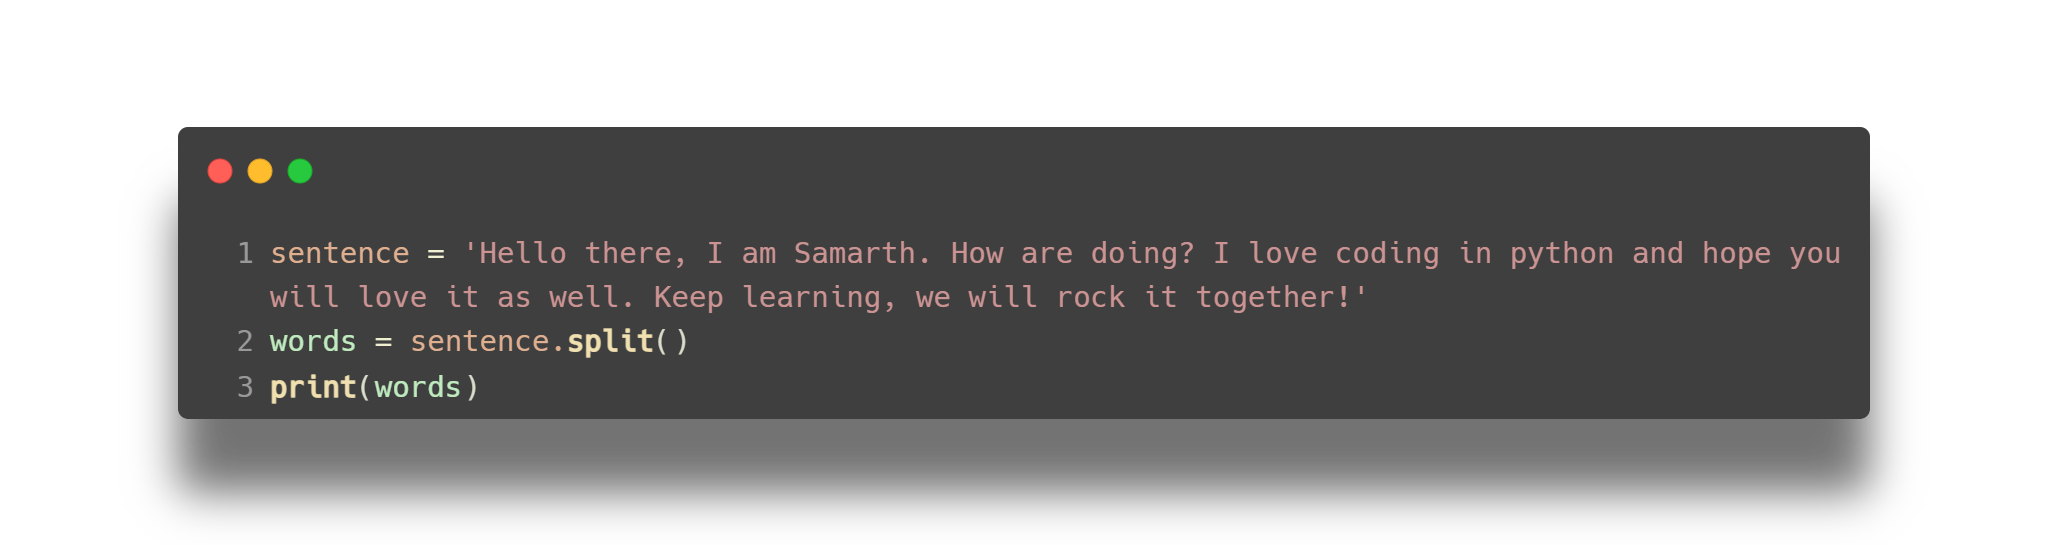 1 sentence = 'Hello there, I am Samarth. How are doing? I love coding in python and hope you
will love it as well. Keep learning, we will rock it together!'
2 words = sentence.split()
3 print(words)